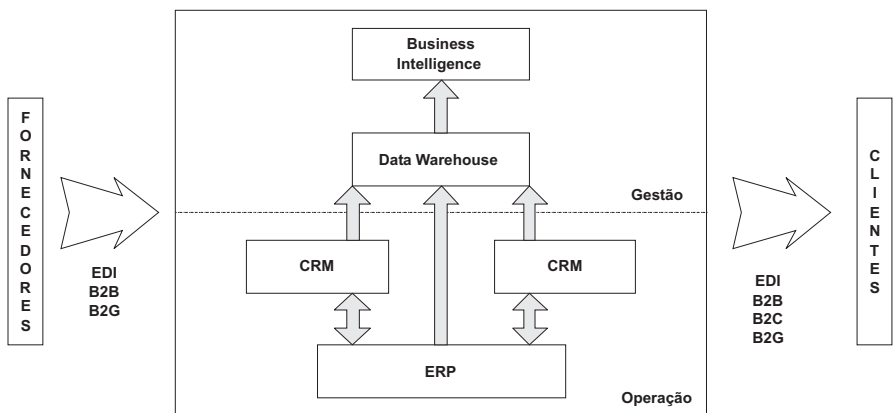 FORNECEDORES
EDI
B2B
B2G
Business
Intelligence
Data Warehouse
Gestão
CRM
CRM
ERP
Operação
EDI
B2B
B2C
B2G
CLIENTES